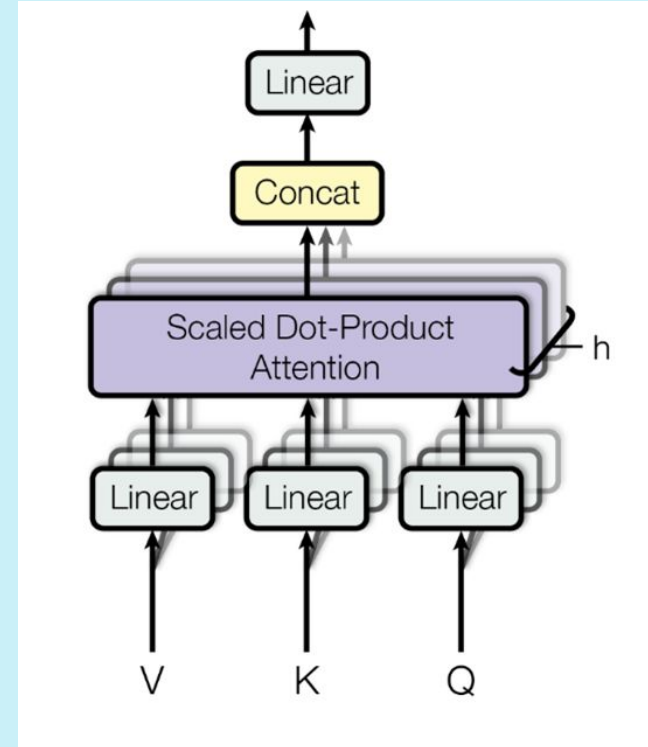 Linear
Concat
Scaled Dot-Product
Attention
h
Linear
Linear
Linear
V
K
Q